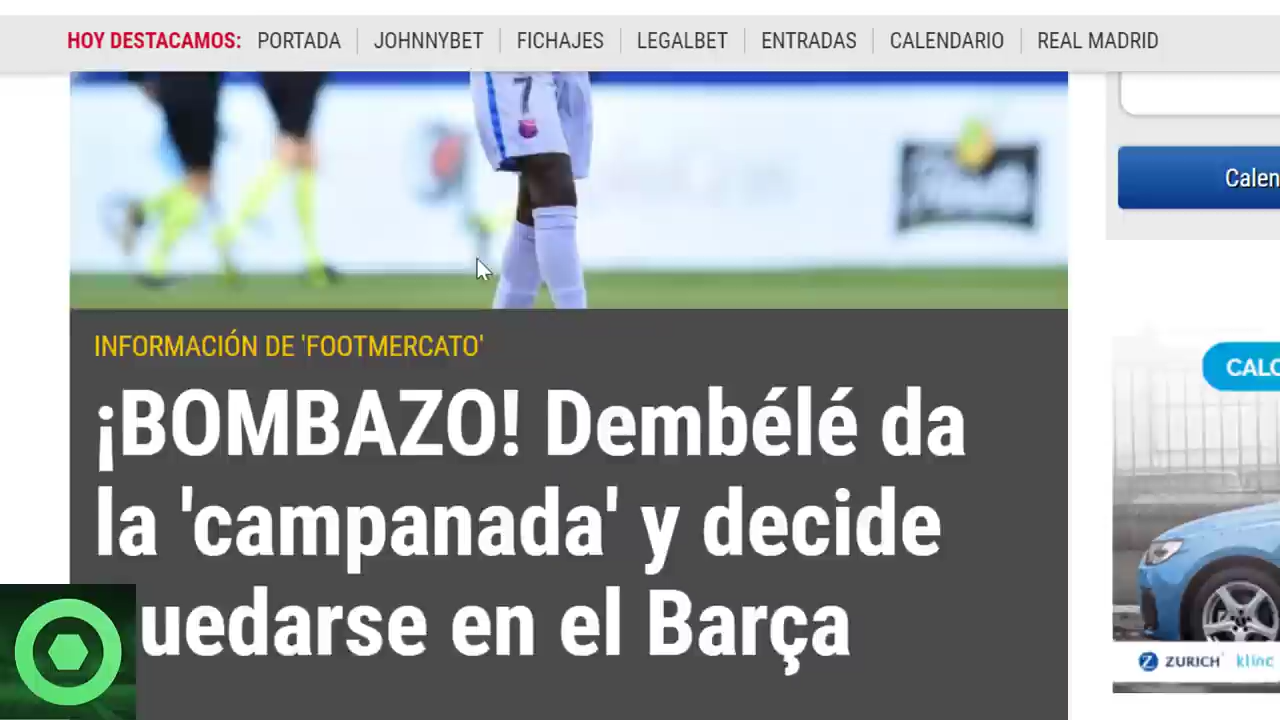 HOY DESTACAMOS: PORTADA JOHNNYBET FICHAJES LEGALBET ENTRADAS CALENDARIO REAL MADRID
7
Calen
INFORMACIÓN DE 'FOOTMERCATO'
¡BOMBAZO! Dembélé da
la 'campanada' y decide
uedarse en el Barça
CALC
ZURICH klinc